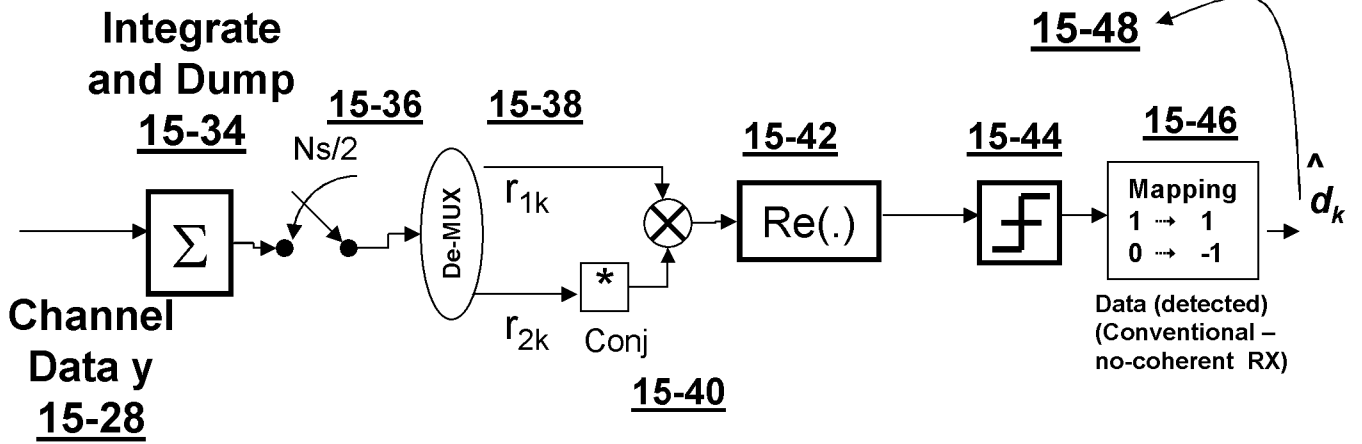 Integrate
and Dump
15-34
15-36
Ns/2
15-38
De-MUX
r1k
r2k
*
Conj
15-40
15-42
Re(.)
15-44
15-46
Mapping
1 ⇢ 1
0 ⇢ -1
Data (detected)
(Conventional –
no-coherent RX)
15-48
d̂k
Σ
Channel
Data y
15-28